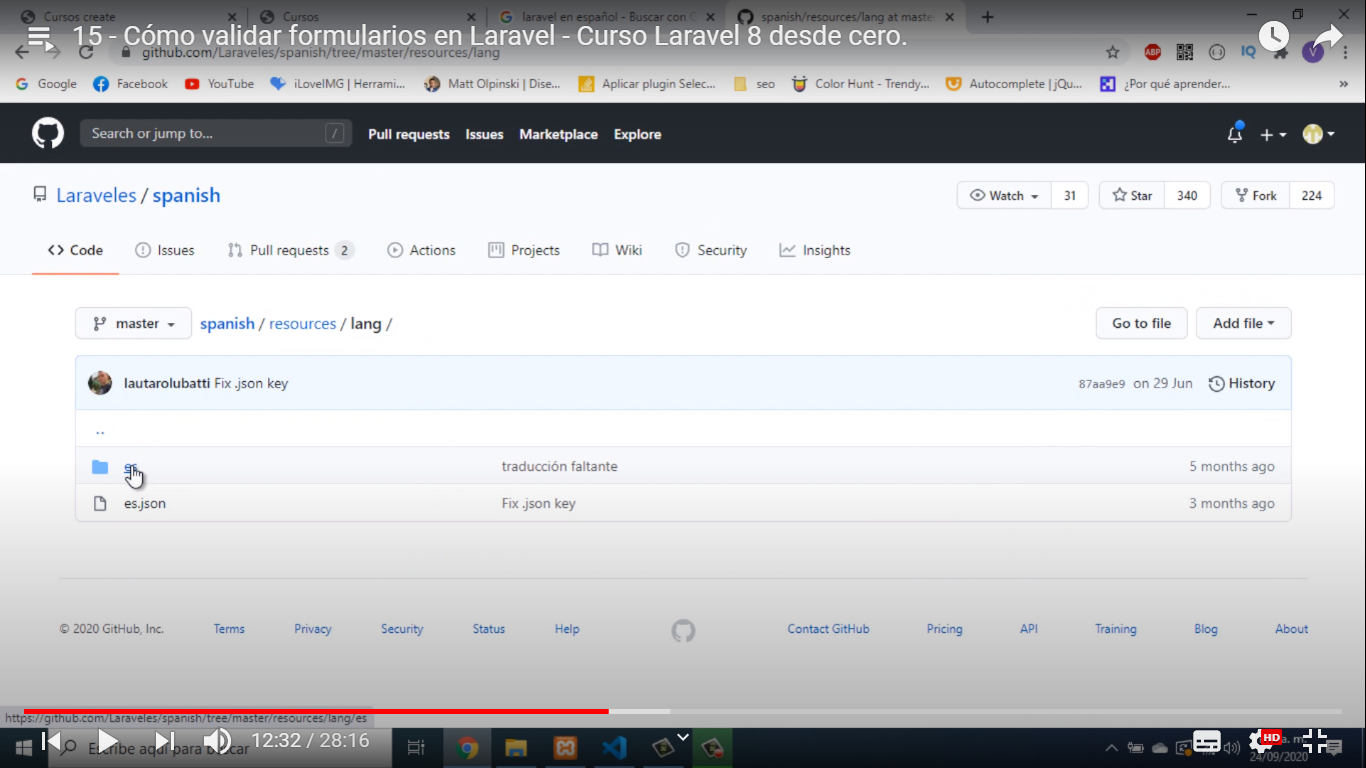 Cursos create
Cursos
laravel en español - Buscar con G
spanish/resources/lang at maste
15 - Cómo validar formularios en Laravel - Curso Laravel 8 desde cero.
github.com/Laraveles/spanish/tree/master/resources/lang
ABP
IQ
V
Google
Facebook
YouTube
iLoveIMG | Herrami...
Matt Olpinski | Dise...
Aplicar plugin Selec...
seo
Color Hunt - Trendy...
Autocomplete | jQu...
¿Por qué aprender...
»
Search or jump to...
/
Pull requests
Issues
Marketplace
Explore
Laraveles / spanish
Watch
31
Star
340
Fork
224
Code
Issues
Pull requests 2
Actions
Projects
Wiki
Security
Insights
master
spanish / resources / lang /
Go to file
Add file
lautarolubatti Fix .json key
87aa9e9 on 29 Jun
History
..
es
traducción faltante
5 months ago
es.json
Fix .json key
3 months ago
© 2020 GitHub, Inc.
Terms
Privacy
Security
Status
Help
Contact GitHub
Pricing
API
Training
Blog
About
https://github.com/Laraveles/spanish/tree/master/resources/lang/es
Escribe aquí para buscar
12:32 / 28:16
HD
a. m.
24/09/2020